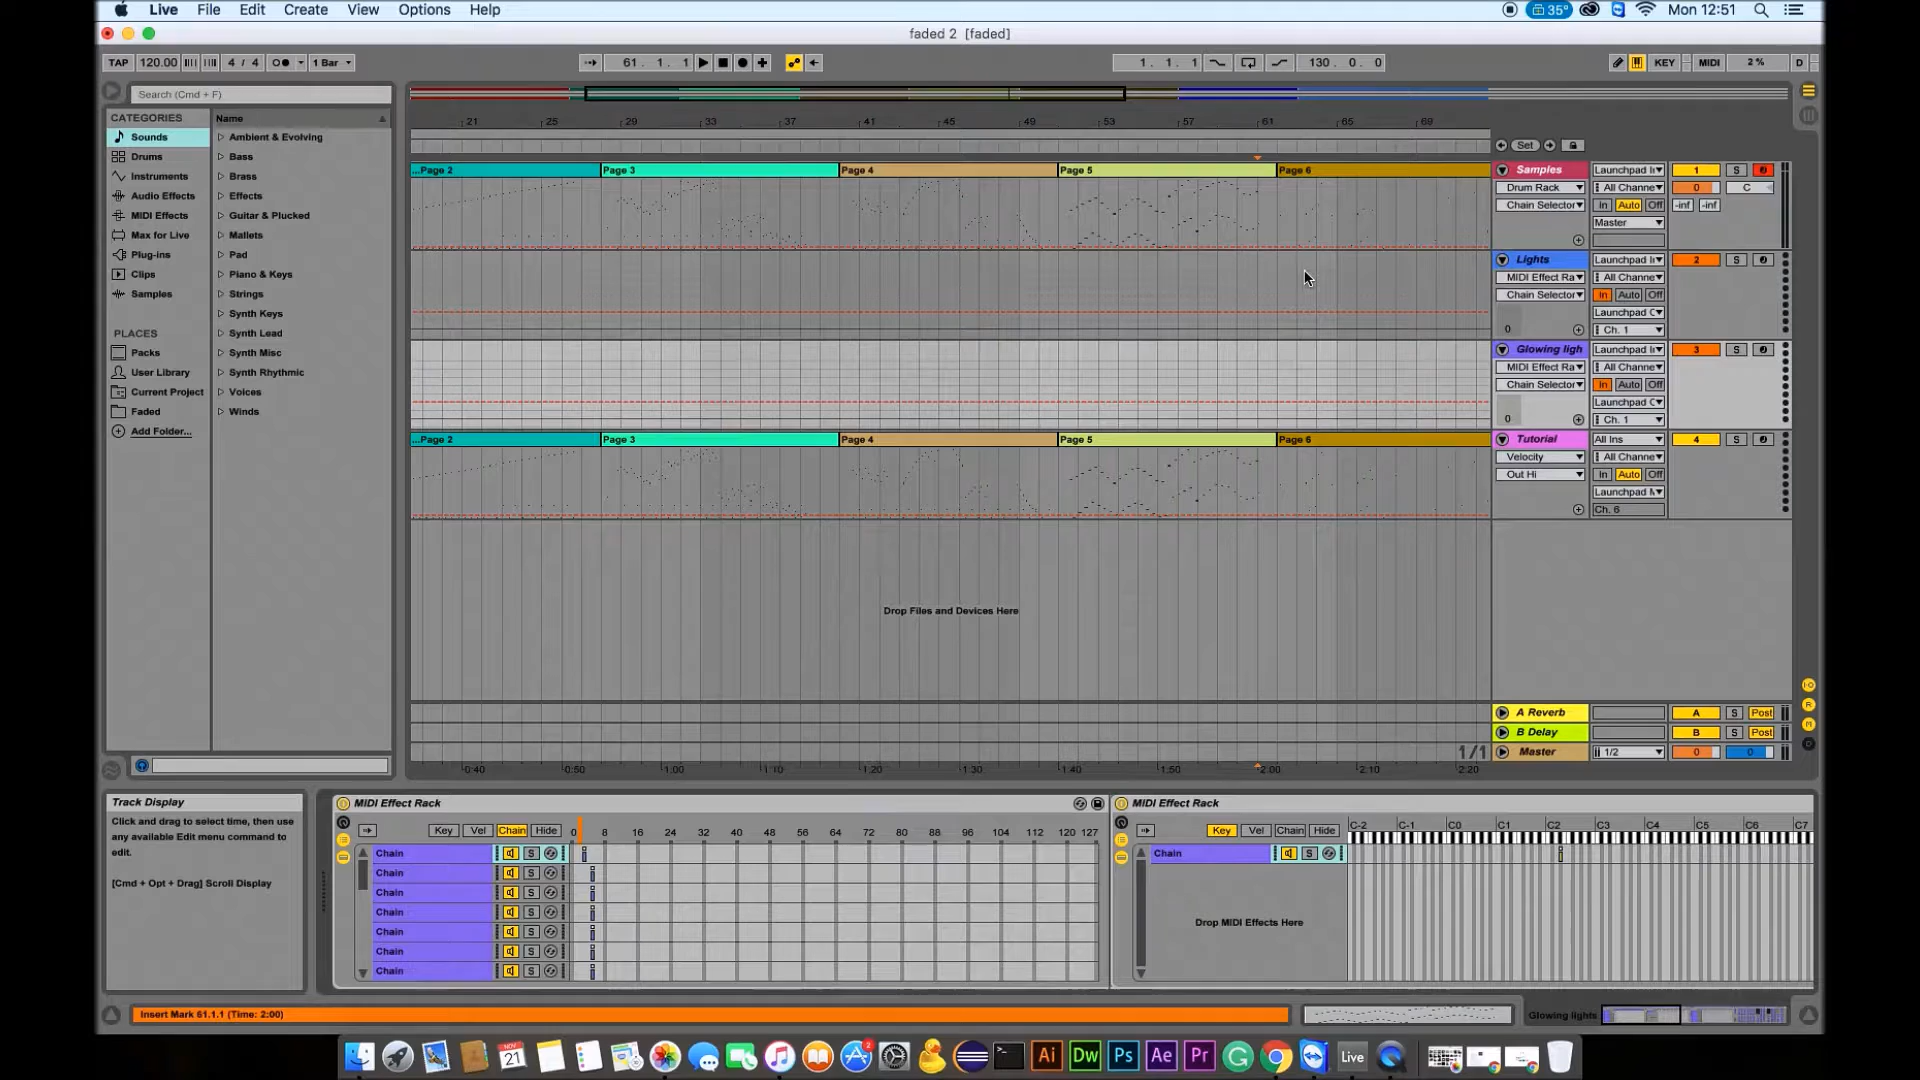 Live File Edit Create View Options Help 35° Mon 12:51
faded 2 [faded]
TAP 120.00 4 / 4 1 Bar 61. 1. 1 1. 1. 1 130. 0. 0 KEY MIDI 2 % D
Search (Cmd + F)
CATEGORIES
Sounds
Drums
Instruments
Audio Effects
MIDI Effects
Max for Live
Plug-ins
Clips
Samples
PLACES
Packs
User Library
Current Project
Faded
Add Folder...
Name
Ambient & Evolving
Bass
Brass
Effects
Guitar & Plucked
Mallets
Pad
Piano & Keys
Strings
Synth Keys
Synth Lead
Synth Misc
Synth Rhythmic
Voices
Winds
21 25 29 33 37 41 45 49 53 57 61 65 69
Set
...Page 2 Page 3 Page 4 Page 5 Page 6
Samples Launchpad 1 S
Drum Rack All Channe 0 C
Chain Selector In Auto Off -inf -inf
Master
Lights Launchpad 2 S
MIDI Effect Ra All Channe
Chain Selector In Auto Off
Launchpad
0 Ch. 1
Glowing ligh Launchpad 3 S
MIDI Effect Ra All Channe
Chain Selector In Auto Off
Launchpad
0 Ch. 1
...Page 2 Page 3 Page 4 Page 5 Page 6
Tutorial All Ins 4 S
Velocity All Channe
Out Hi In Auto Off
Launchpad
Ch. 6
Drop Files and Devices Here
A Reverb A S Post
B Delay B S Post
1/1 Master 1/2 0 0
0:40 0:50 1:00 1:10 1:20 1:30 1:40 1:50 2:00 2:10 2:20
Track Display
Click and drag to select time, then use
any available Edit menu command to
edit.
[Cmd + Opt + Drag] Scroll Display
MIDI Effect Rack
Key Vel Chain Hide 0 8 16 24 32 40 48 56 64 72 80 88 96 104 112 120 127
Chain S
Chain S
Chain S
Chain S
Chain S
Chain S
Chain S
MIDI Effect Rack
Key Vel Chain Hide C-2 C-1 C0 C1 C2 C3 C4 C5 C6 C7
Chain S
Drop MIDI Effects Here
Insert Mark 61.1.1 (Time: 2:00) Glowing lights
NOV 21 2 Ai Dw Ps Ae Pr Live